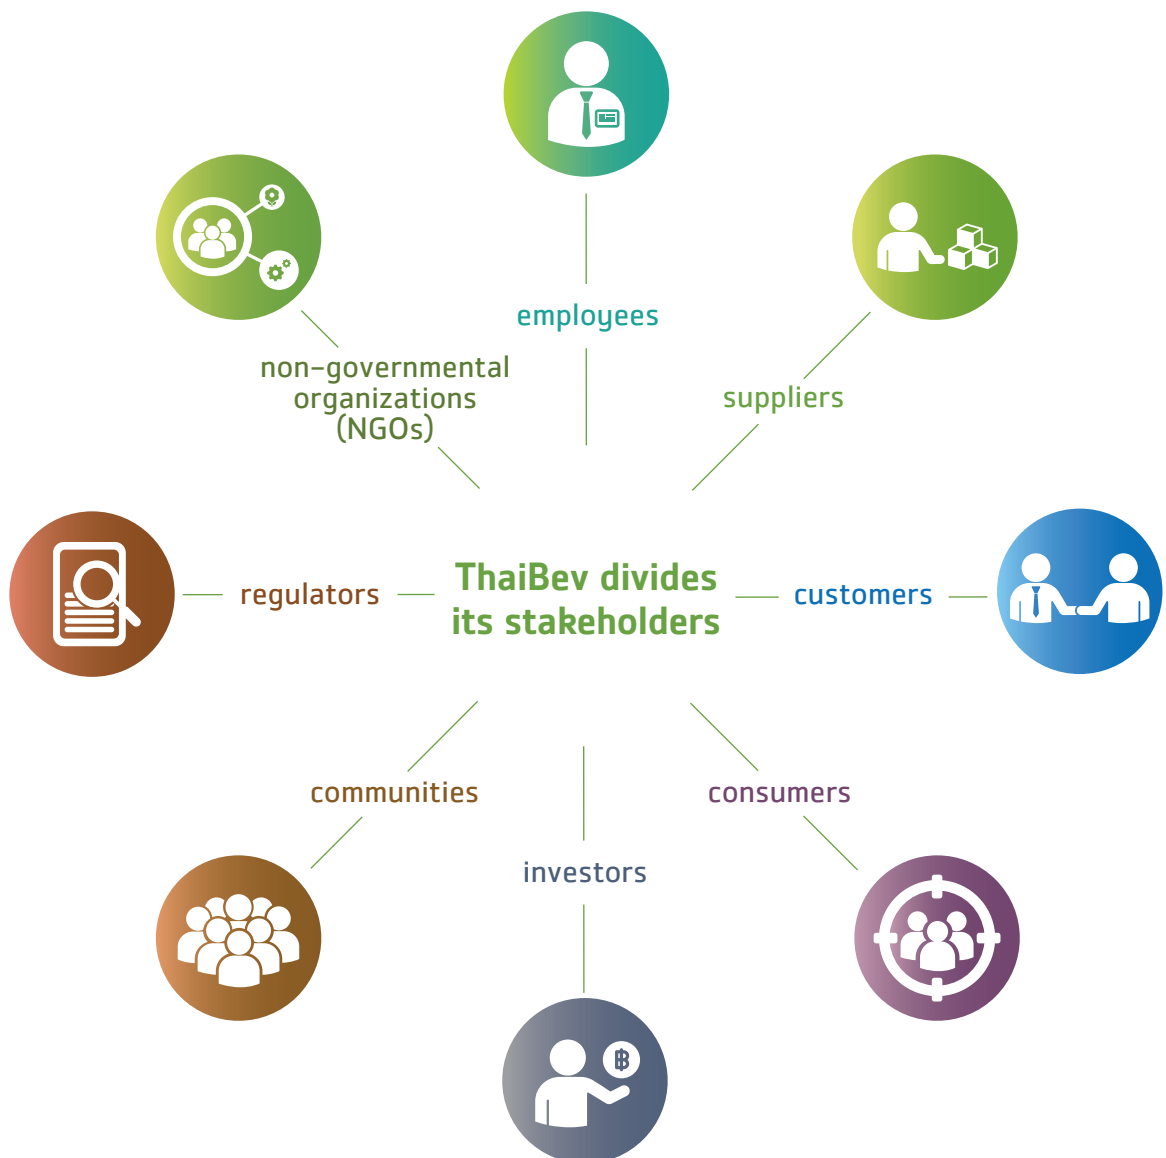 employees
non-governmental
organizations
(NGOs)
suppliers
regulators
ThaiBev divides
its stakeholders
customers
communities
consumers
investors
฿